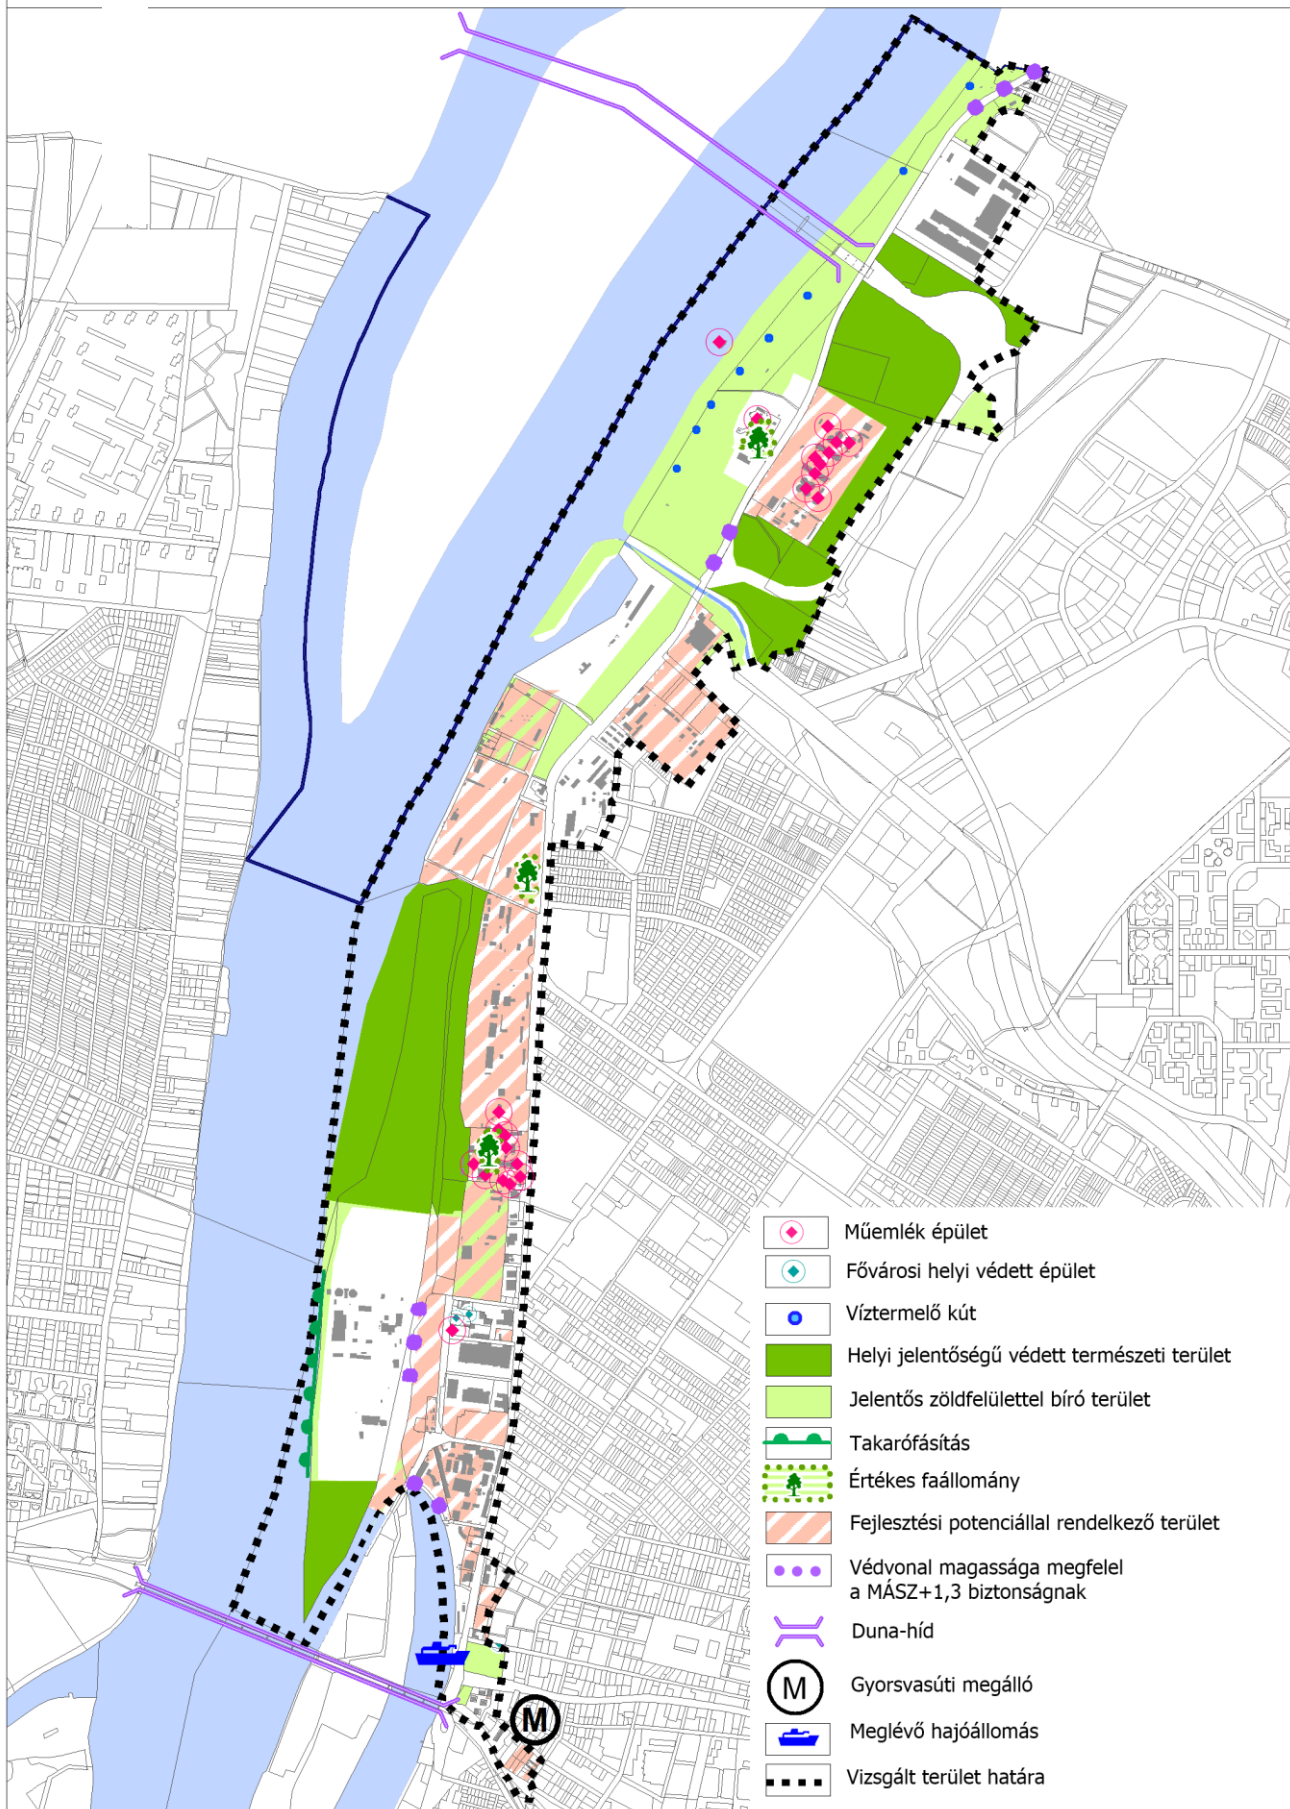 M
Műemlék épület
Fővárosi helyi védett épület
Víztermelő kút
Helyi jelentőségű védett természeti terület
Jelentős zöldfelülettel bíró terület
Takarófásítás
Értékes faállomány
Fejlesztési potenciállal rendelkező terület
Védvonal magassága megfelel
a MÁSZ+1,3 biztonságnak
Duna-híd
M Gyorsvasúti megálló
Meglévő hajóállomás
Vizsgált terület határa